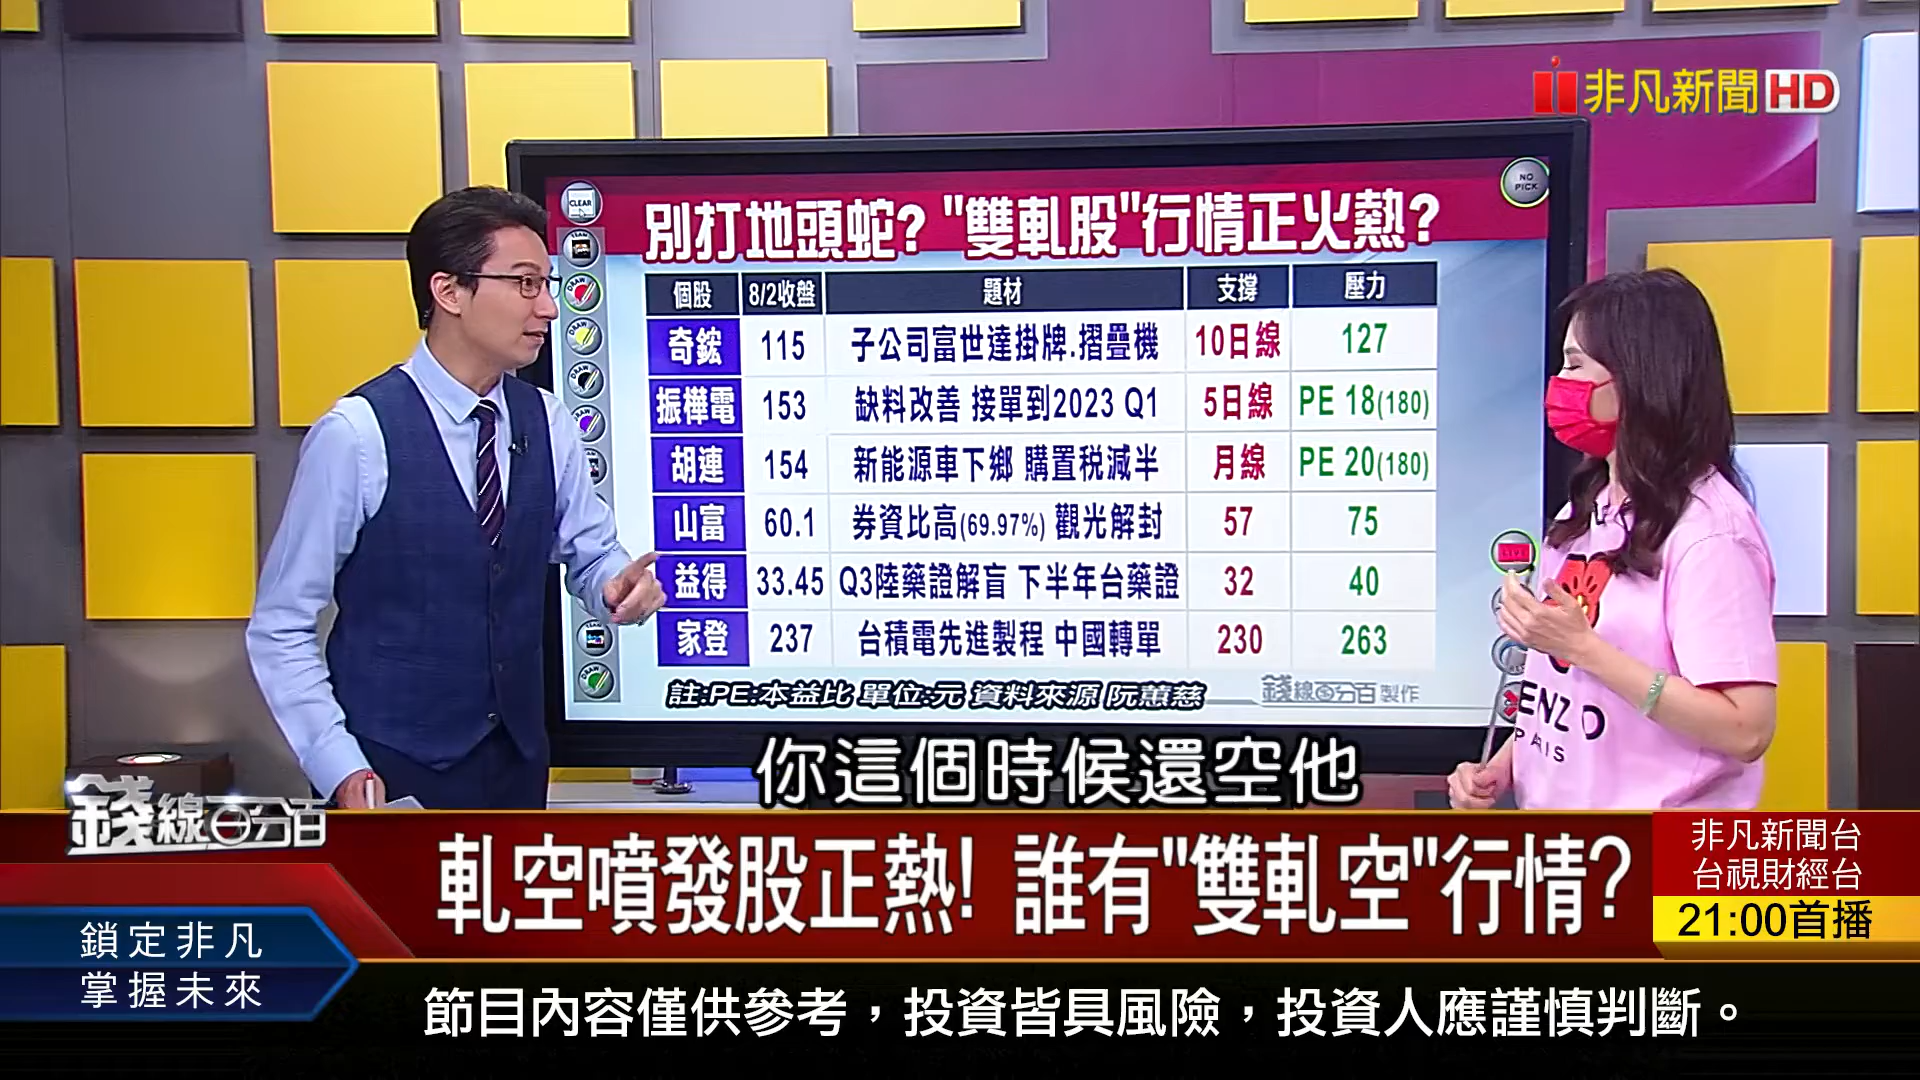 非凡新聞HD
CLEAR
NO PICK
別打地頭蛇? "雙軋股"行情正火熱?
個股 8/2收盤 題材 支撐 壓力
奇鋐 115 子公司富世達掛牌.摺疊機 10日線 127
振樺電 153 缺料改善 接單到2023 Q1 5日線 PE 18(180)
胡連 154 新能源車下鄉 購置稅減半 月線 PE 20(180)
山富 60.1 券資比高(69.97%) 觀光解封 57 75
益得 33.45 Q3陸藥證解盲 下半年台藥證 32 40
家登 237 台積電先進製程 中國轉單 230 263
註:PE:本益比 單位:元 資料來源 阮蕙慈
錢線百分百 製作
DRAW
DRAW
DRAW
DRAW
DRAW
LIVE
ENZO
PARIS
你這個時候還空他
錢線百分百
軋空噴發股正熱! 誰有"雙軋空"行情?
非凡新聞台
台視財經台
21:00首播
鎖定非凡
掌握未來
節目內容僅供參考，投資皆具風險，投資人應謹慎判斷。